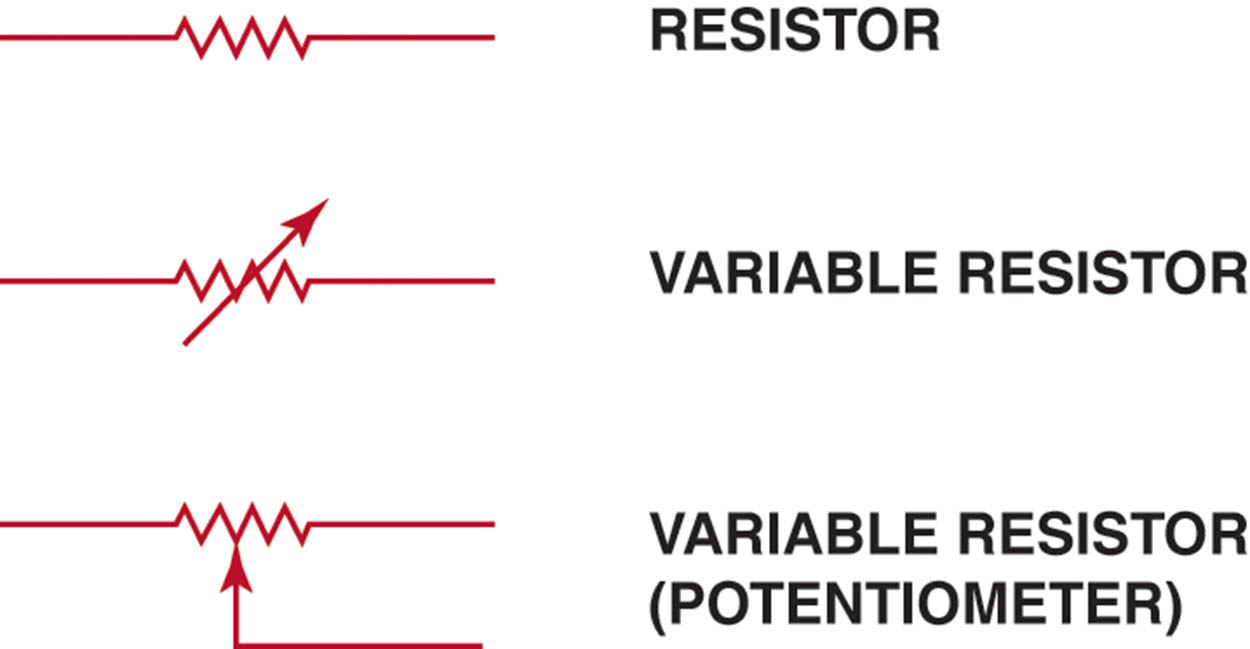 RESISTOR
VARIABLE RESISTOR
VARIABLE RESISTOR
(POTENTIOMETER)